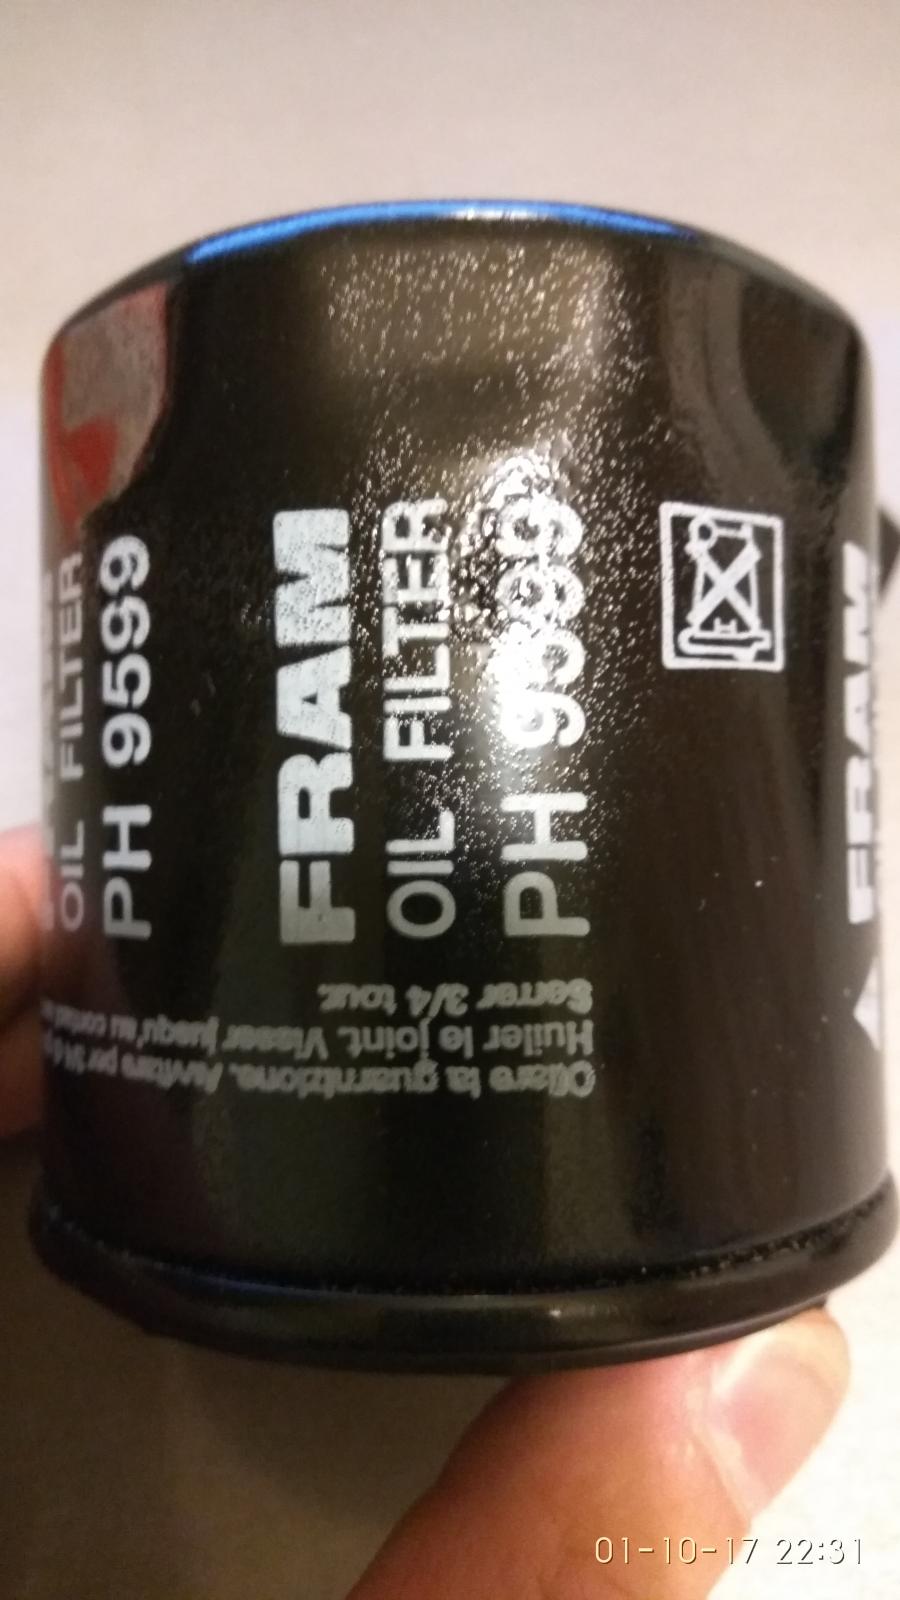 OIL FILTER
PH 9599
FRAM
OIL FILTER
PH 9599
FRAM
Serrer 3/4 tour.
Huiler le joint. Visser jusqu'au contact
Oliare la guarnizione. Avvitare per 3/4 di
01-10-17 22:31